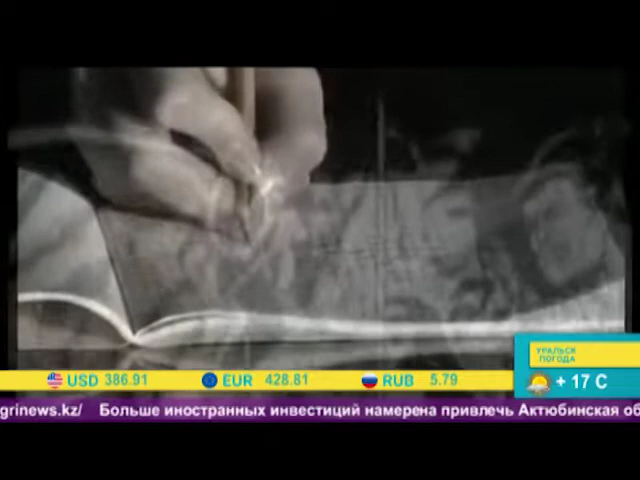 УРАЛЬСК
ПОГОДА
USD 386.91 EUR 428.81 RUB 5.79
+ 17 C
grinews.kz/ Больше иностранных инвестиций намерена привлечь Актюбинская об